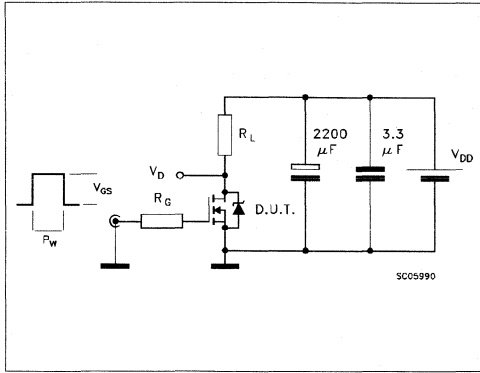 R_L
2200
μF
3.3
μF
V_DD
V_D
V_GS
R_G
D.U.T.
P_W
SC05990